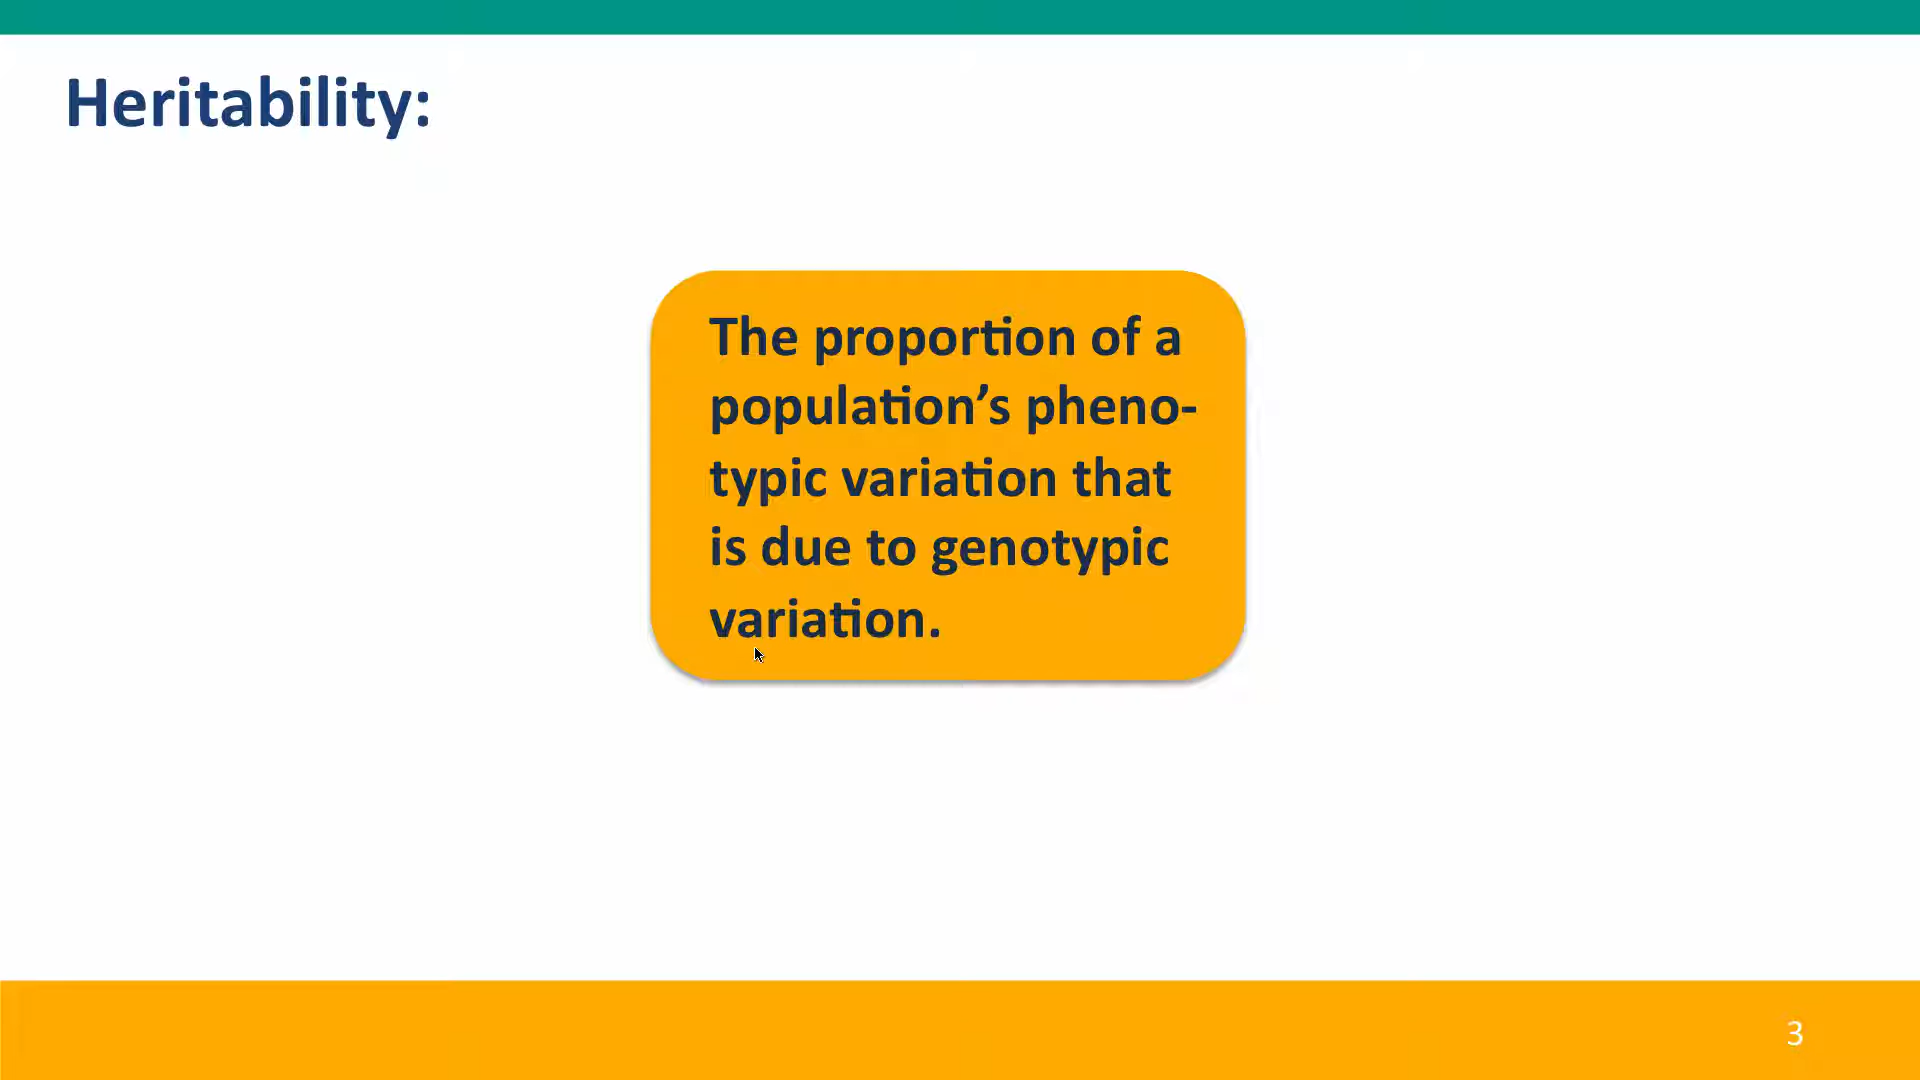 Heritability:
The proportion of a
population’s pheno-
typic variation that
is due to genotypic
variation.
3